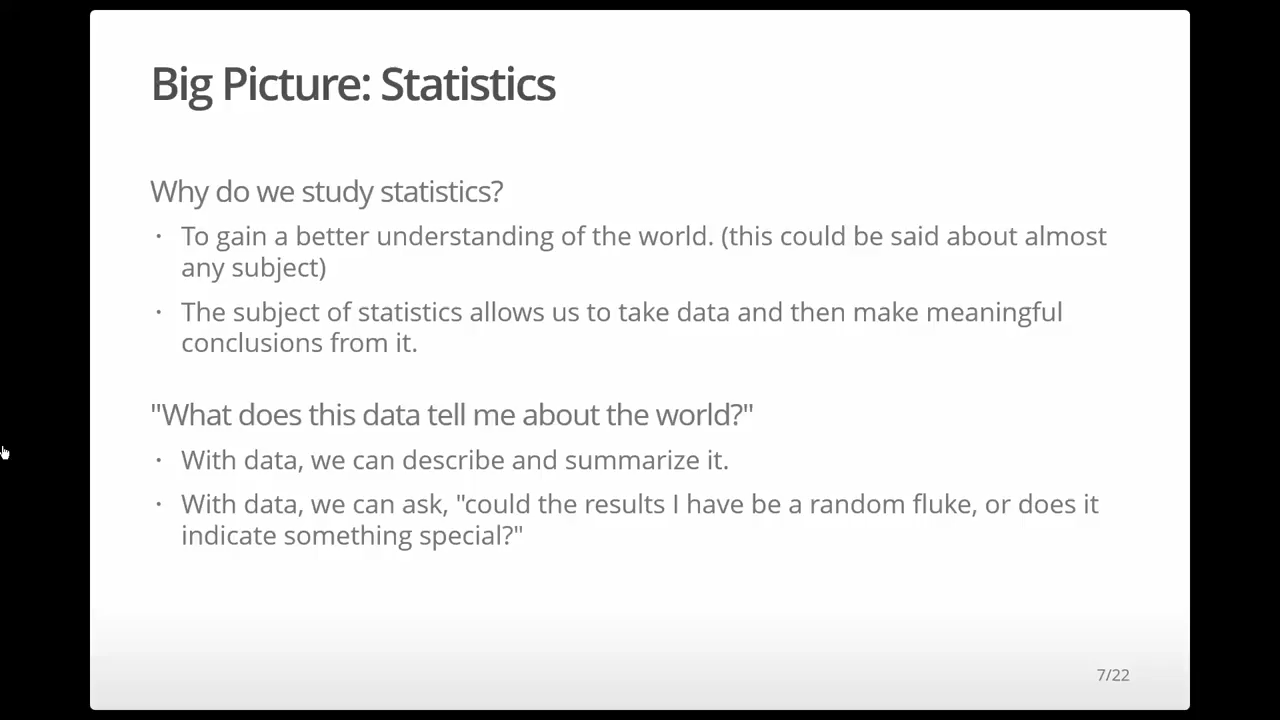 Big Picture: Statistics
Why do we study statistics?
· To gain a better understanding of the world. (this could be said about almost
any subject)
· The subject of statistics allows us to take data and then make meaningful
conclusions from it.
"What does this data tell me about the world?"
· With data, we can describe and summarize it.
· With data, we can ask, "could the results I have be a random fluke, or does it
indicate something special?"
7/22